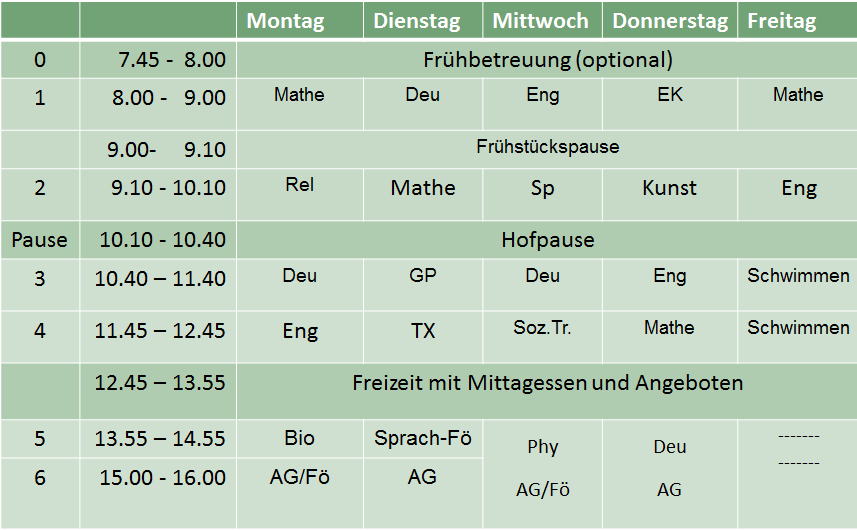 Montag Dienstag Mittwoch Donnerstag Freitag
0 7.45 - 8.00 Frühbetreuung (optional)
1 8.00 - 9.00 Mathe Deu Eng EK Mathe
9.00- 9.10 Frühstückspause
2 9.10 - 10.10 Rel Mathe Sp Kunst Eng
Pause 10.10 - 10.40 Hofpause
3 10.40 – 11.40 Deu GP Deu Eng Schwimmen
4 11.45 – 12.45 Eng TX Soz.Tr. Mathe Schwimmen
12.45 – 13.55 Freizeit mit Mittagessen und Angeboten
5 13.55 – 14.55 Bio Sprach-Fö Phy Deu -------
6 15.00 - 16.00 AG/Fö AG AG/Fö AG -------